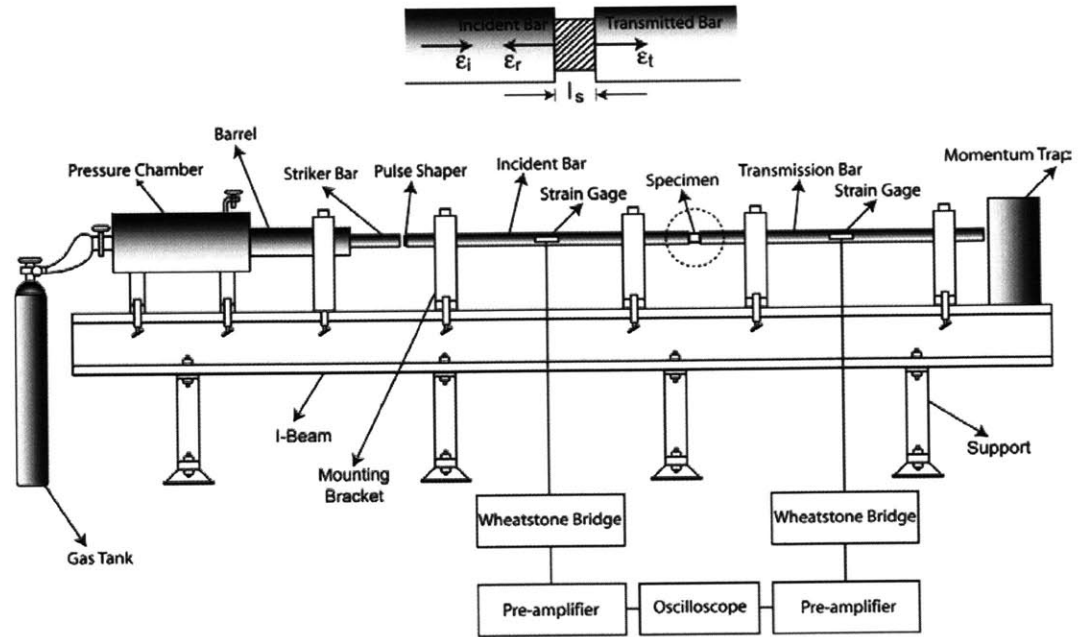 Incident Bar
Transmitted Bar
εi
εr
εt
ls
Barrel
Pressure Chamber
Striker Bar
Pulse Shaper
Incident Bar
Strain Gage
Specimen
Transmission Bar
Strain Gage
Momentum Trap
I-Beam
Mounting
Bracket
Support
Gas Tank
Wheatstone Bridge
Wheatstone Bridge
Pre-amplifier
Oscilloscope
Pre-amplifier